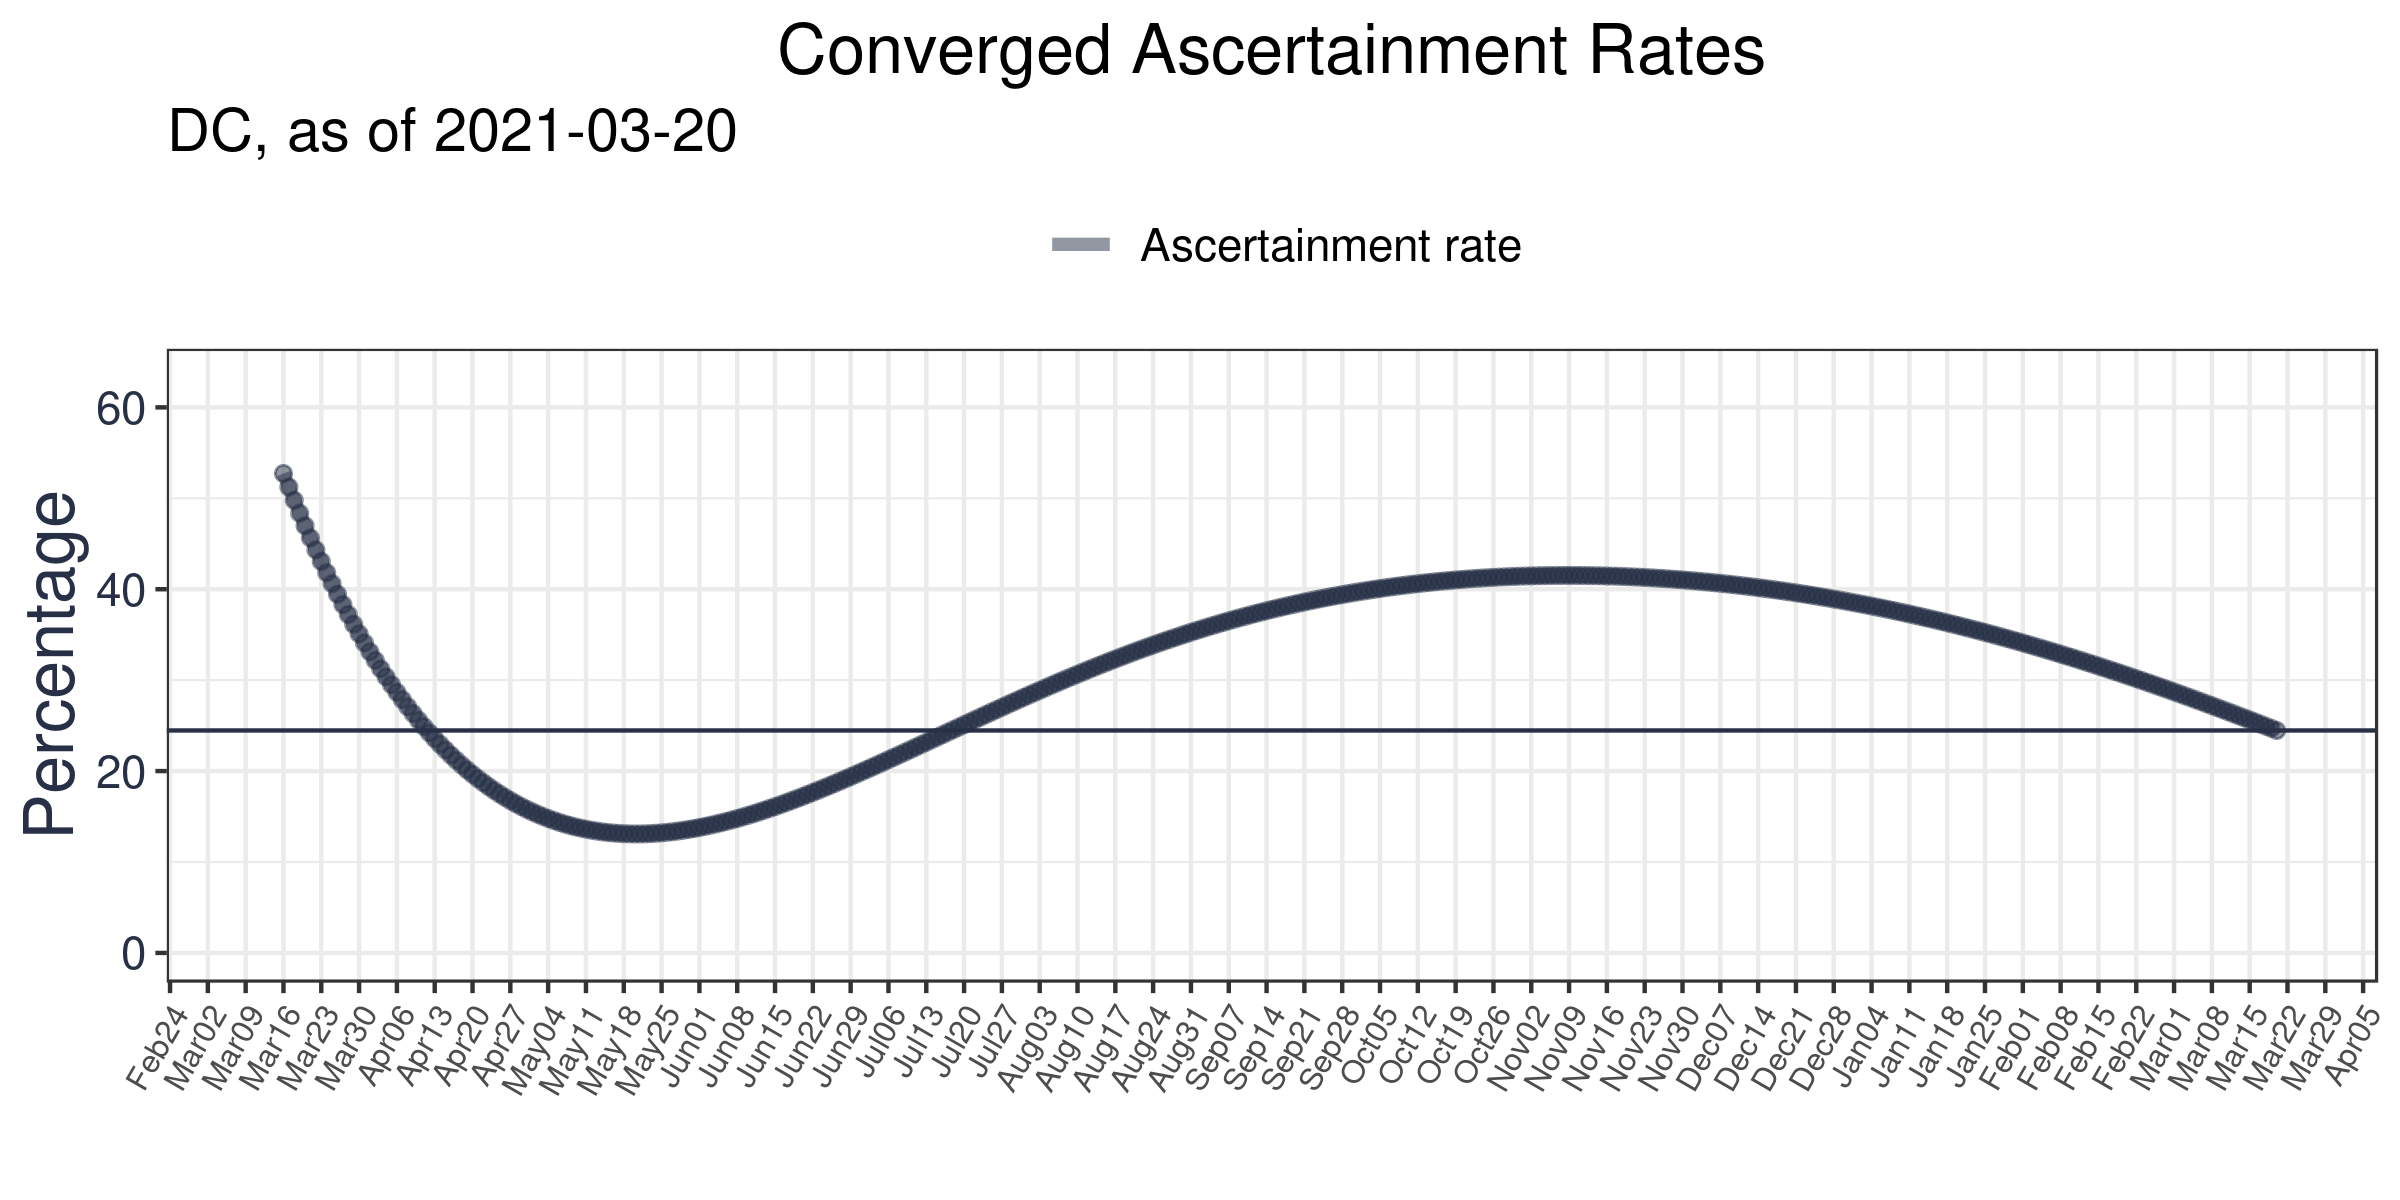 Converged Ascertainment Rates
DC, as of 2021-03-20
Ascertainment rate
Percentage
60
40
20
0
Feb24 Mar02 Mar09 Mar16 Mar23 Mar30 Apr06 Apr13 Apr20 Apr27 May04 May11 May18 May25 Jun01 Jun08 Jun15 Jun22 Jun29 Jul06 Jul13 Jul20 Jul27 Aug03 Aug10 Aug17 Aug24 Aug31 Sep07 Sep14 Sep21 Sep28 Oct05 Oct12 Oct19 Oct26 Nov02 Nov09 Nov16 Nov23 Nov30 Dec07 Dec14 Dec21 Dec28 Jan04 Jan11 Jan18 Jan25 Feb01 Feb08 Feb15 Feb22 Mar01 Mar08 Mar15 Mar22 Mar29 Apr05